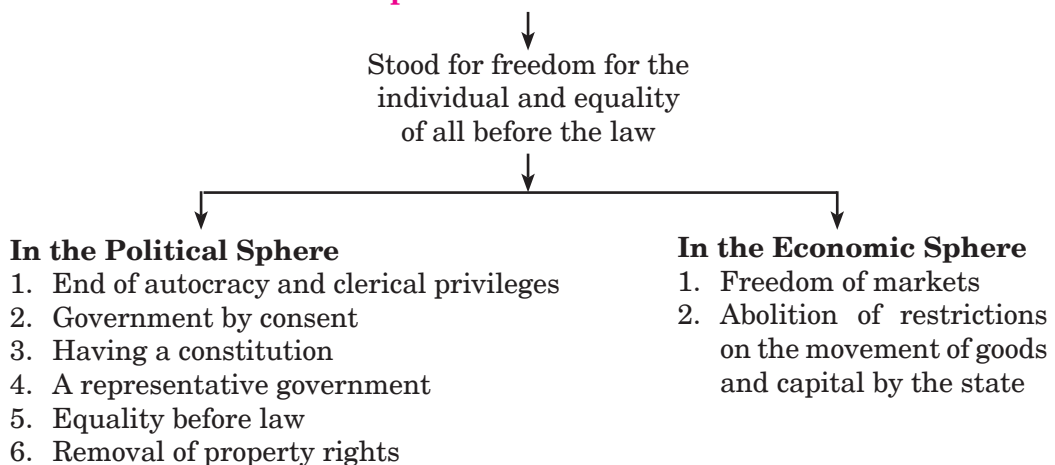 Stood for freedom for the
individual and equality
of all before the law
In the Political Sphere
1. End of autocracy and clerical privileges
2. Government by consent
3. Having a constitution
4. A representative government
5. Equality before law
6. Removal of property rights
In the Economic Sphere
1. Freedom of markets
2. Abolition of restrictions
on the movement of goods
and capital by the state